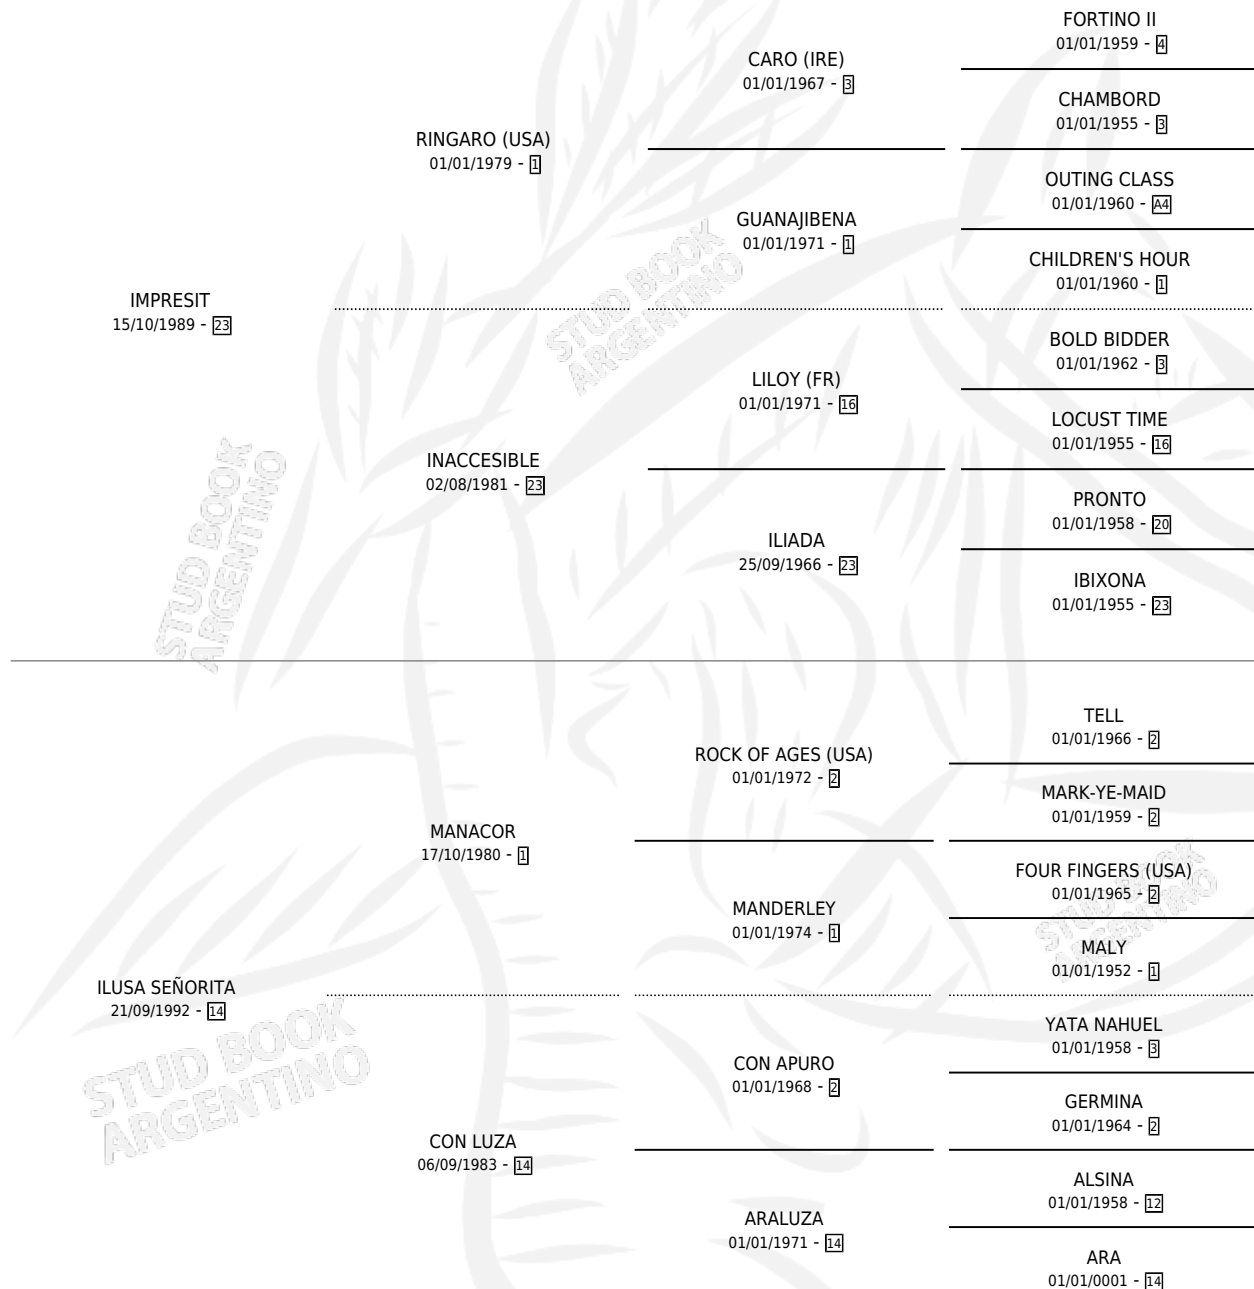 FORTINO II
01/01/1959 - 4
CARO (IRE)
01/01/1967 - 3
CHAMBORD
01/01/1955 - 3
RINGARO (USA)
01/01/1979 - 1
OUTING CLASS
01/01/1960 - A4
GUANAJIBENA
01/01/1971 - 1
CHILDREN'S HOUR
01/01/1960 - 1
IMPRESIT
15/10/1989 - 23
STUD BOOK
ARGENTINO
BOLD BIDDER
01/01/1962 - 3
LILOY (FR)
01/01/1971 - 16
LOCUST TIME
01/01/1955 - 16
INACCESIBLE
02/08/1981 - 23
PRONTO
01/01/1958 - 20
ILIADA
25/09/1966 - 23
IBIXONA
01/01/1955 - 23
STUD BOOK
ARGENTINO
TELL
01/01/1966 - 2
ROCK OF AGES (USA)
01/01/1972 - 2
MARK-YE-MAID
01/01/1959 - 2
MANACOR
17/10/1980 - 1
FOUR FINGERS (USA)
01/01/1965 - 2
MANDERLEY
01/01/1974 - 1
MALY
01/01/1952 - 1
STUD BOOK
ARGENTINO
ILUSA SEÑORITA
21/09/1992 - 14
YATA NAHUEL
01/01/1958 - 3
CON APURO
01/01/1968 - 2
GERMINA
01/01/1964 - 2
STUD BOOK
ARGENTINO
CON LUZA
06/09/1983 - 14
ALSINA
01/01/1958 - 12
ARALUZA
01/01/1971 - 14
ARA
01/01/0001 - 14